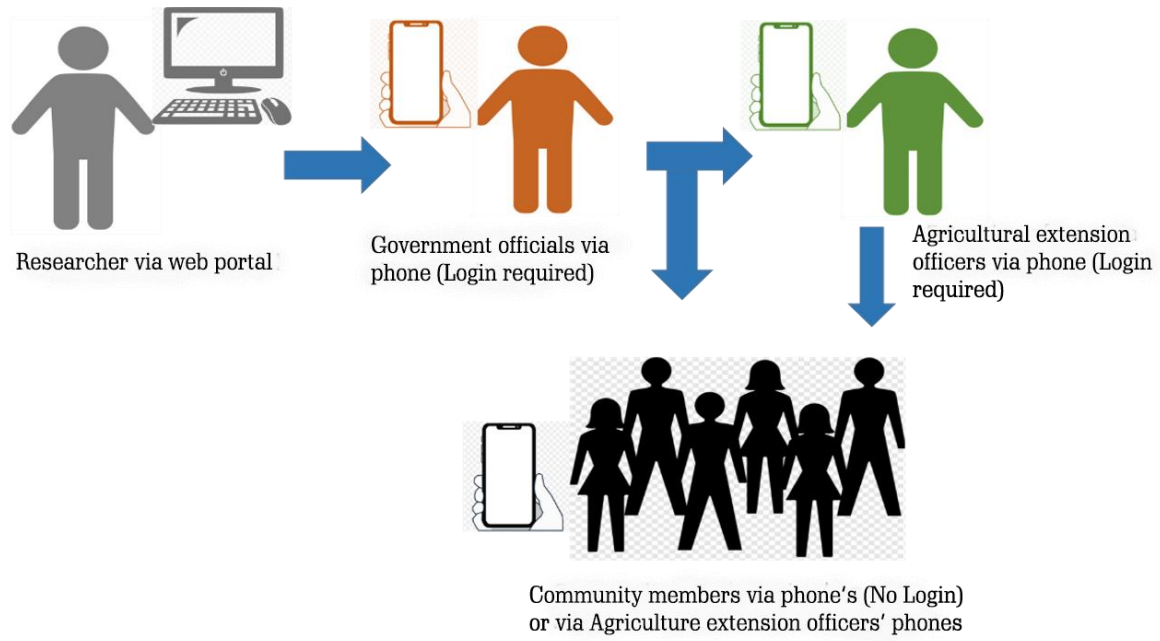 Researcher via web portal
Government officials via
phone (Login required)
Agricultural extension
officers via phone (Login
required)
Community members via phone's (No Login)
or via Agriculture extension officers' phones